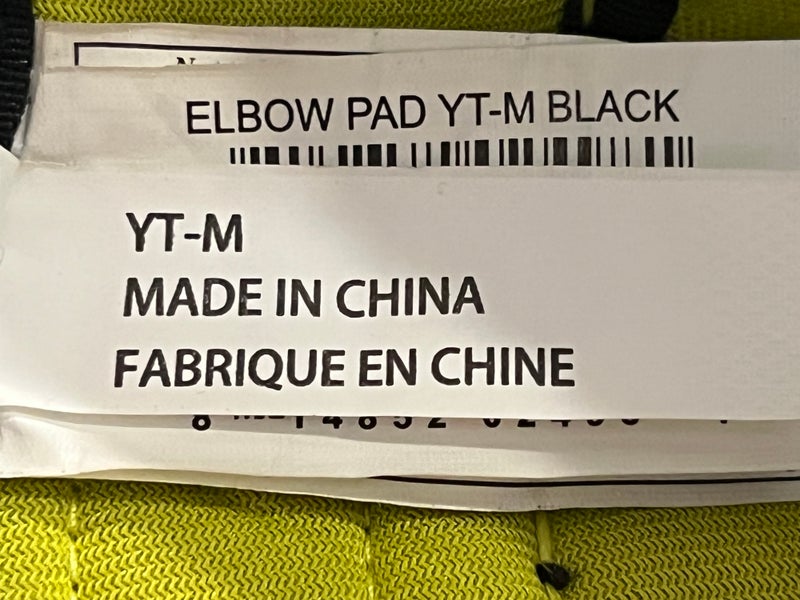 ELBOW PAD YT-M BLACK
YT-M
MADE IN CHINA
FABRIQUE EN CHINE